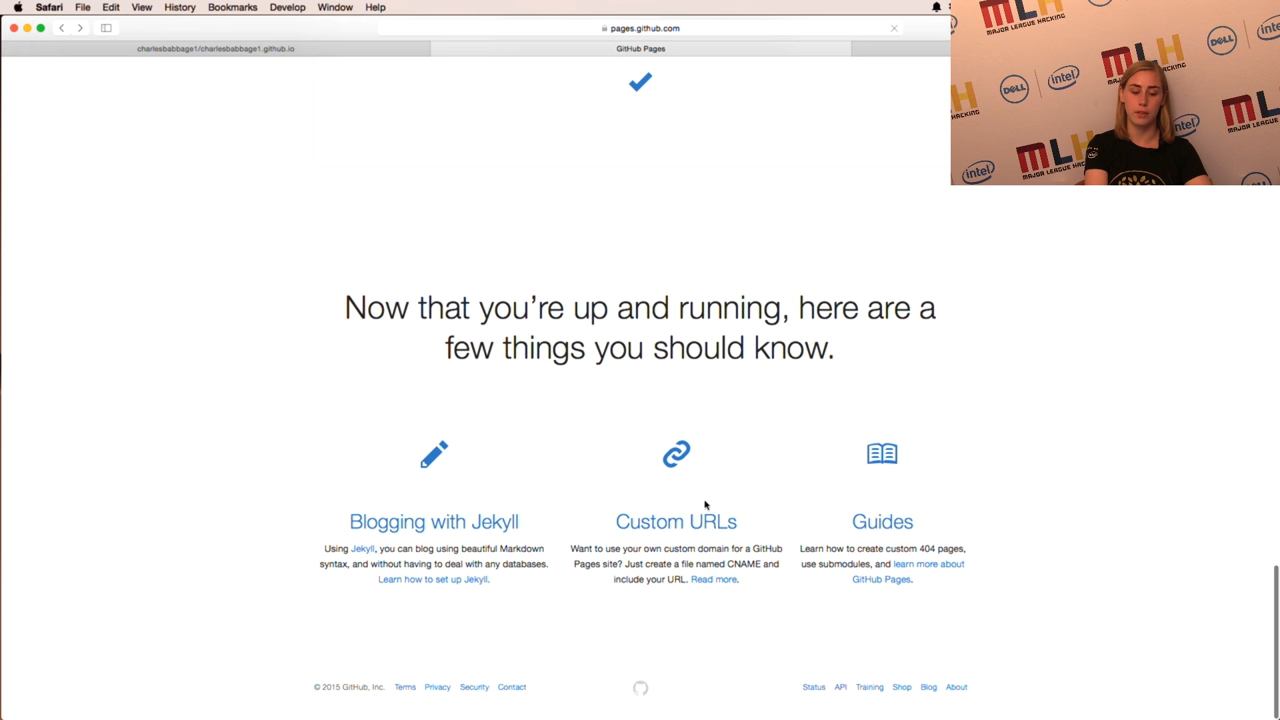 Safari File Edit View History Bookmarks Develop Window Help
pages.github.com
charlesbabbage1/charlesbabbage1.github.io
GitHub Pages
MLH
MAJOR LEAGUE HACKING
DELL
intel
Now that you’re up and running, here are a
few things you should know.
Blogging with Jekyll
Using Jekyll, you can blog using beautiful Markdown
syntax, and without having to deal with any databases.
Learn how to set up Jekyll.
Custom URLs
Want to use your own custom domain for a GitHub
Pages site? Just create a file named CNAME and
include your URL. Read more.
Guides
Learn how to create custom 404 pages,
use submodules, and learn more about
GitHub Pages.
© 2015 GitHub, Inc. Terms Privacy Security Contact
Status API Training Shop Blog About